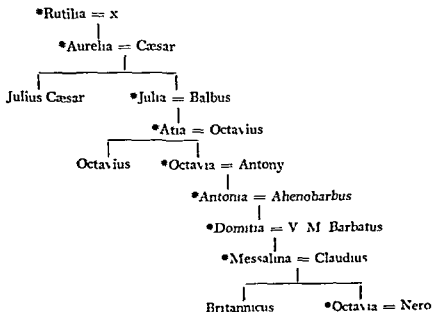 *Rutilia = x
*Aurelia = Cæsar
Julius Cæsar *Julia = Balbus
*Atia = Octavius
Octavius *Octavia = Antony
*Antonia = Ahenobarbus
*Domitia = V M Barbatus
*Messalina = Claudius
Britannicus *Octavia = Nero